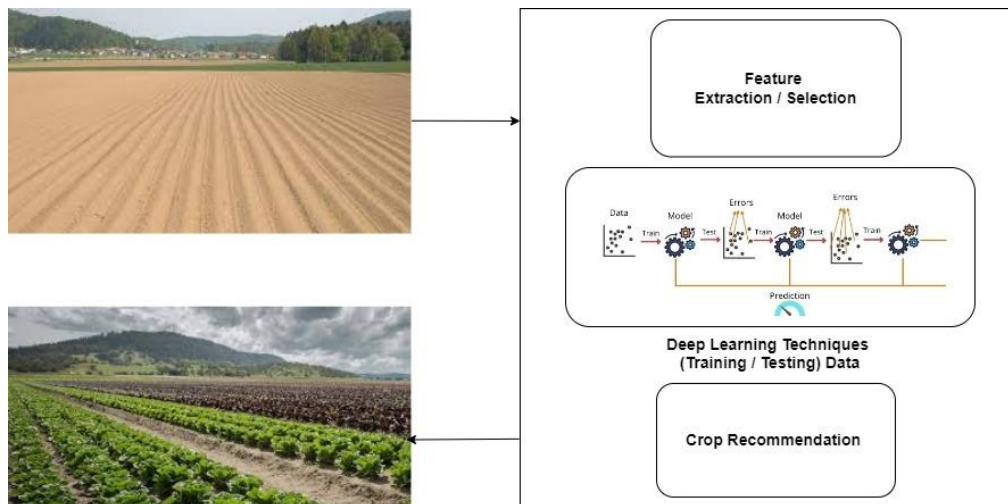 Feature
Extraction / Selection
Errors
Errors
Data
Model
Model
Train
Test
Train
Test
Train
Prediction
Deep Learning Techniques
(Training / Testing) Data
Crop Recommendation